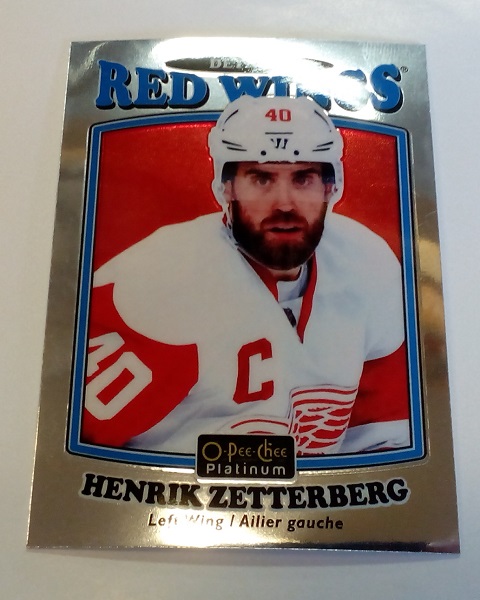 RED WINGS®
40
C
40
O-Pee-Chee
Platinum
HENRIK ZETTERBERG
Left Wing / Ailier gauche